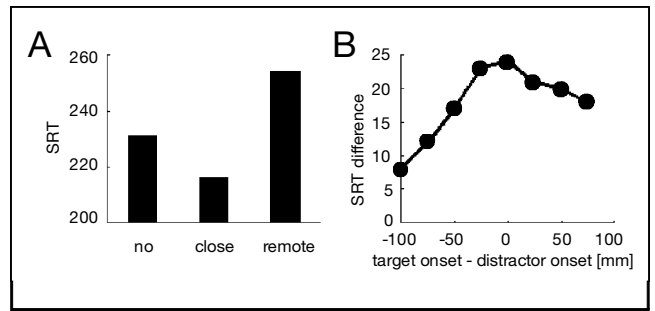 A
260
240
220
200
SRT
no close remote
B
25
20
15
10
5
0
SRT difference
-100 -50 0 50 100
target onset - distractor onset [mm]